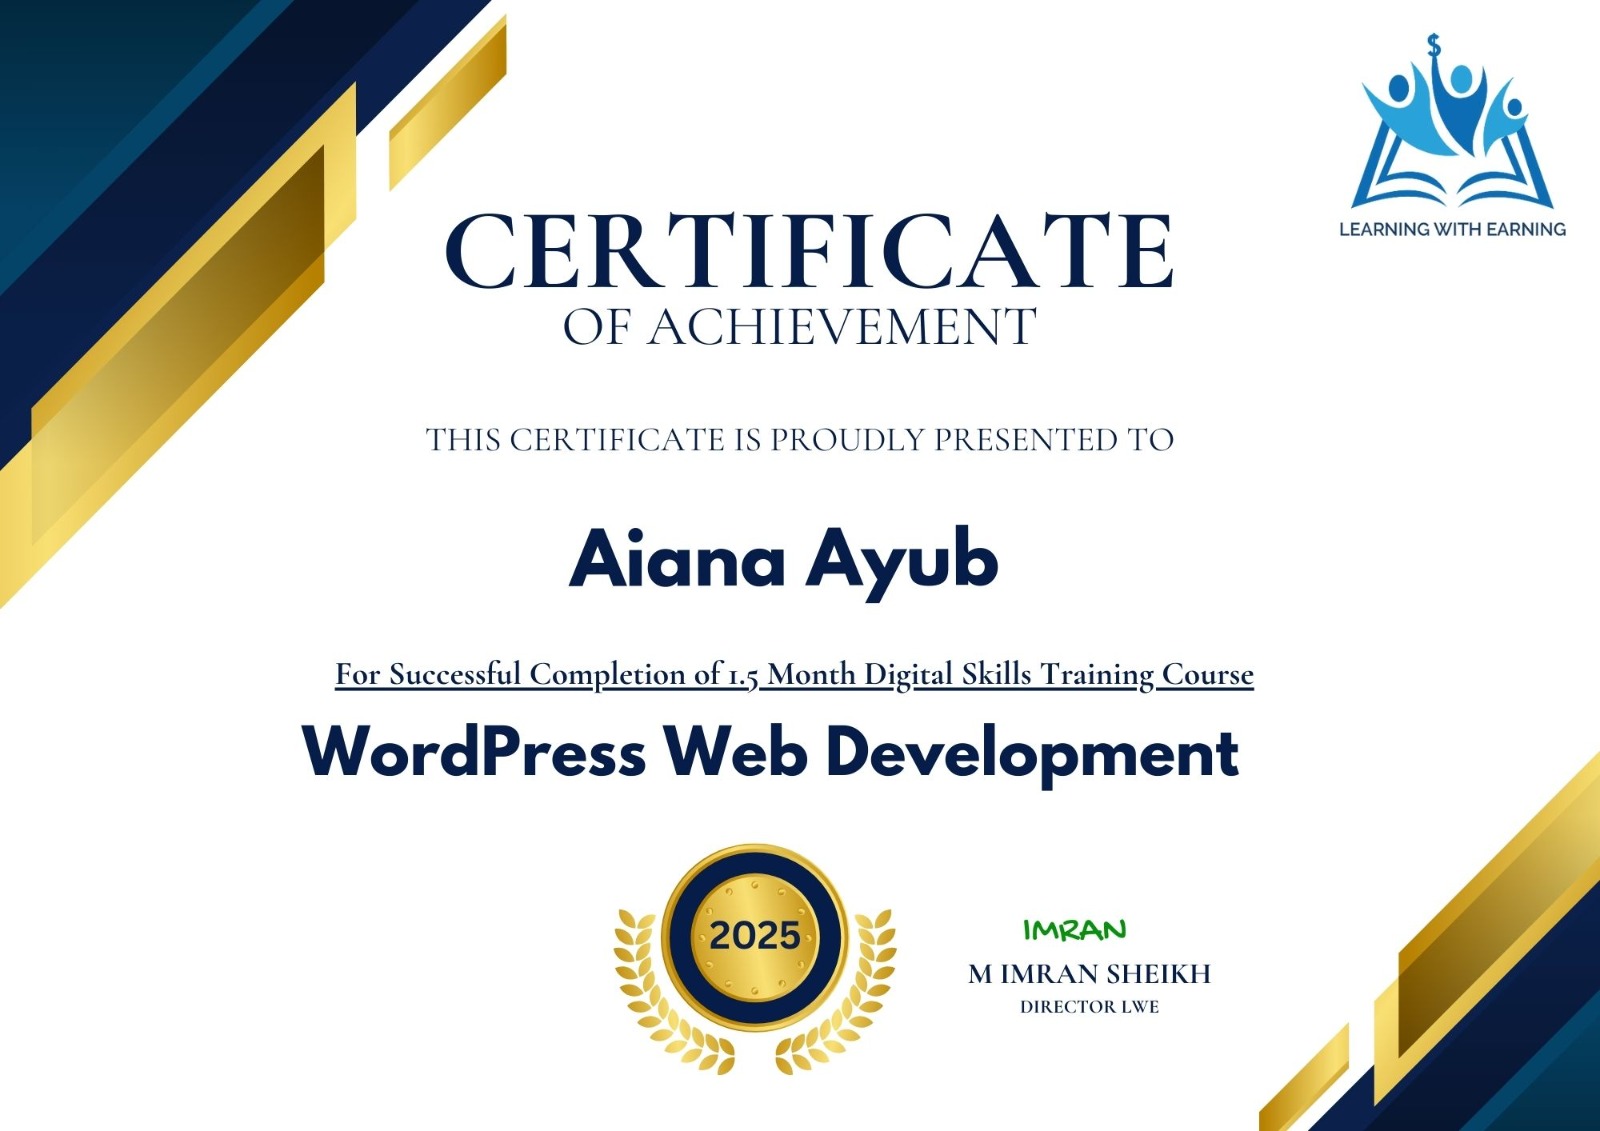 $
LEARNING WITH EARNING
CERTIFICATE
OF ACHIEVEMENT
THIS CERTIFICATE IS PROUDLY PRESENTED TO
Aiana Ayub
For Successful Completion of 1.5 Month Digital Skills Training Course
WordPress Web Development
2025
IMRAN
M IMRAN SHEIKH
DIRECTOR LWE